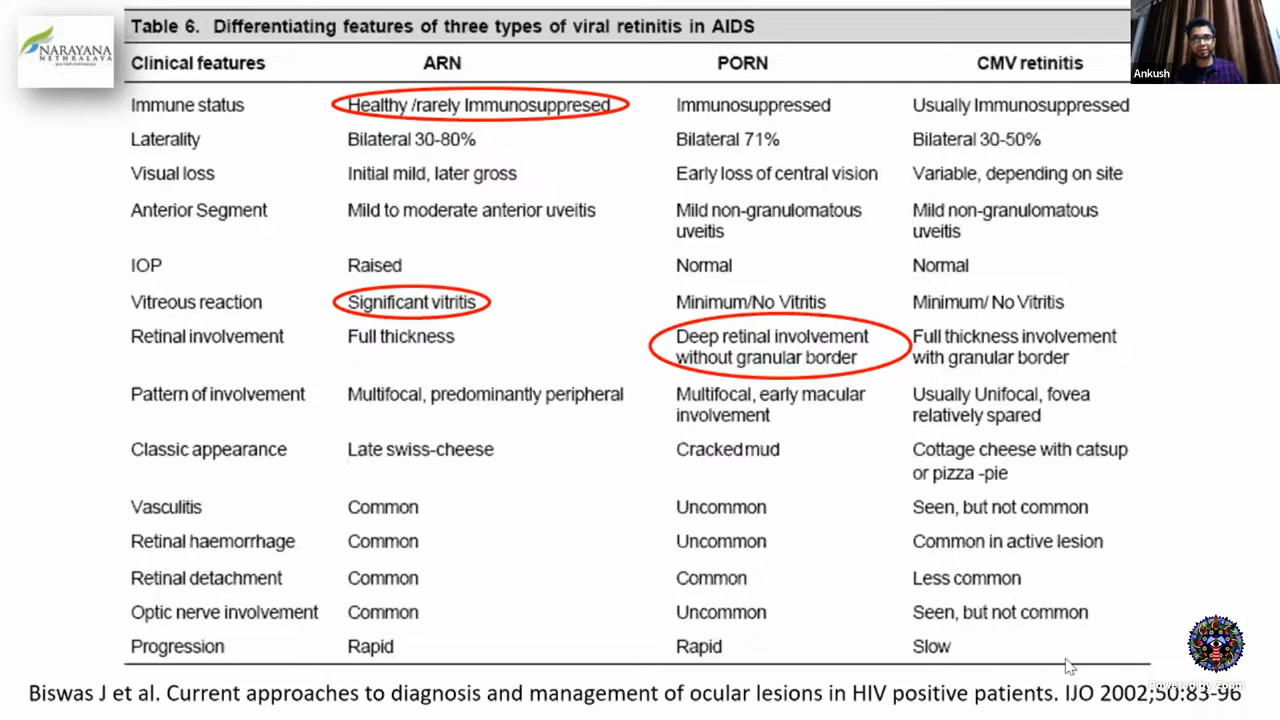 NARAYANA
NETHRALAYA
Table 6. Differentiating features of three types of viral retinitis in AIDS
Ankush
Clinical features ARN PORN CMV retinitis
Immune status Healthy /rarely Immunosuppresed Immunosuppressed Usually Immunosuppressed
Laterality Bilateral 30-80% Bilateral 71% Bilateral 30-50%
Visual loss Initial mild, later gross Early loss of central vision Variable, depending on site
Anterior Segment Mild to moderate anterior uveitis Mild non-granulomatous Mild non-granulomatous
uveitis uveitis
IOP Raised Normal Normal
Vitreous reaction Significant vitritis Minimum/No Vitritis Minimum/ No Vitritis
Retinal involvement Full thickness Deep retinal involvement Full thickness involvement
without granular border with granular border
Pattern of involvement Multifocal, predominantly peripheral Multifocal, early macular Usually Unifocal, fovea
involvement relatively spared
Classic appearance Late swiss-cheese Cracked mud Cottage cheese with catsup
or pizza -pie
Vasculitis Common Uncommon Seen, but not common
Retinal haemorrhage Common Uncommon Common in active lesion
Retinal detachment Common Common Less common
Optic nerve involvement Common Uncommon Seen, but not common
Progression Rapid Rapid Slow
Biswas J et al. Current approaches to diagnosis and management of ocular lesions in HIV positive patients. IJO 2002;50:83-96
Powered by Zoom